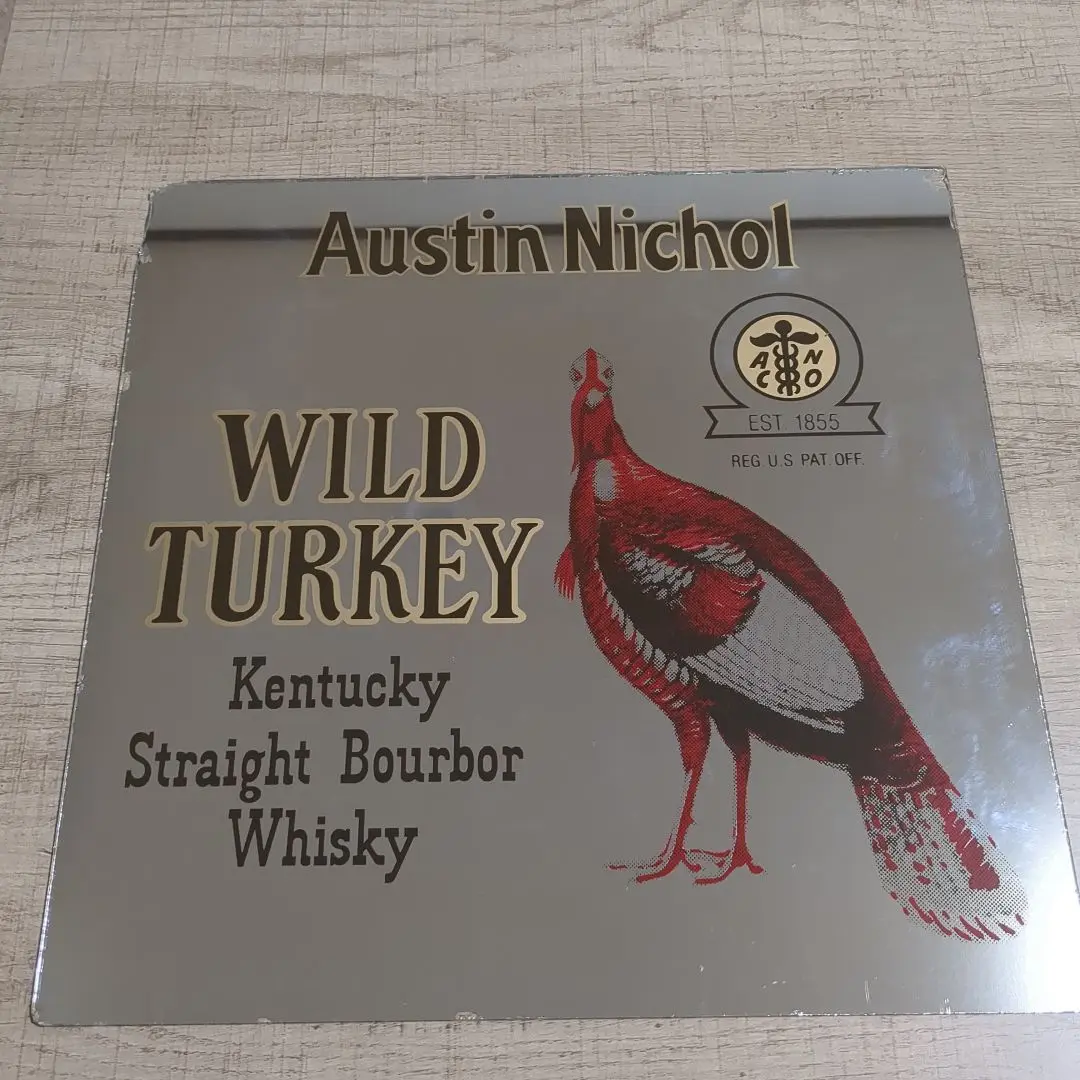 Austin Nichol
A N
C O
EST. 1855
REG U.S PAT. OFF.
WILD
TURKEY
Kentucky
Straight Bourbor
Whisky